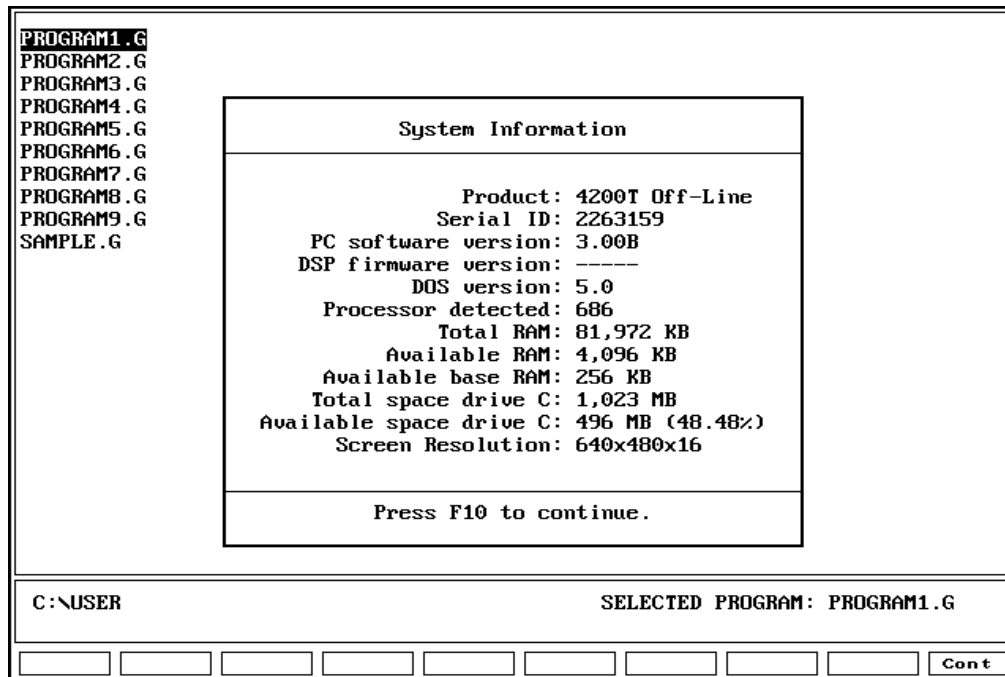 PROGRAM1.G
PROGRAM2.G
PROGRAM3.G
PROGRAM4.G
PROGRAM5.G
PROGRAM6.G
PROGRAM7.G
PROGRAM8.G
PROGRAM9.G
SAMPLE.G
System Information
Product: 4200T Off-Line
Serial ID: 2263159
PC software version: 3.00B
DSP firmware version: -----
DOS version: 5.0
Processor detected: 686
Total RAM: 81,972 KB
Available RAM: 4,096 KB
Available base RAM: 256 KB
Total space drive C: 1,023 MB
Available space drive C: 496 MB (48.48%)
Screen Resolution: 640x480x16
Press F10 to continue.
C:\USER
SELECTED PROGRAM: PROGRAM1.G
Cont